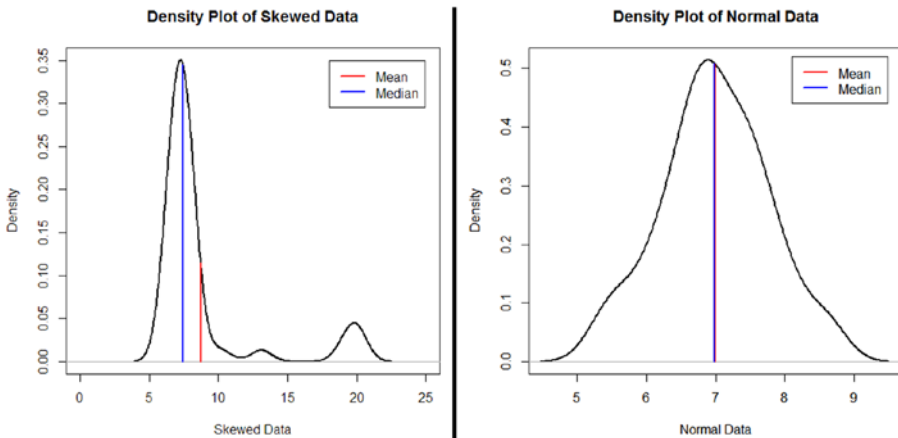 Density Plot of Skewed Data
Mean
Median
Density
0.35
0.30
0.25
0.20
0.15
0.10
0.05
0.00
0 5 10 15 20 25
Skewed Data
Density Plot of Normal Data
Mean
Median
Density
0.5
0.4
0.3
0.2
0.1
0.0
5 6 7 8 9
Normal Data